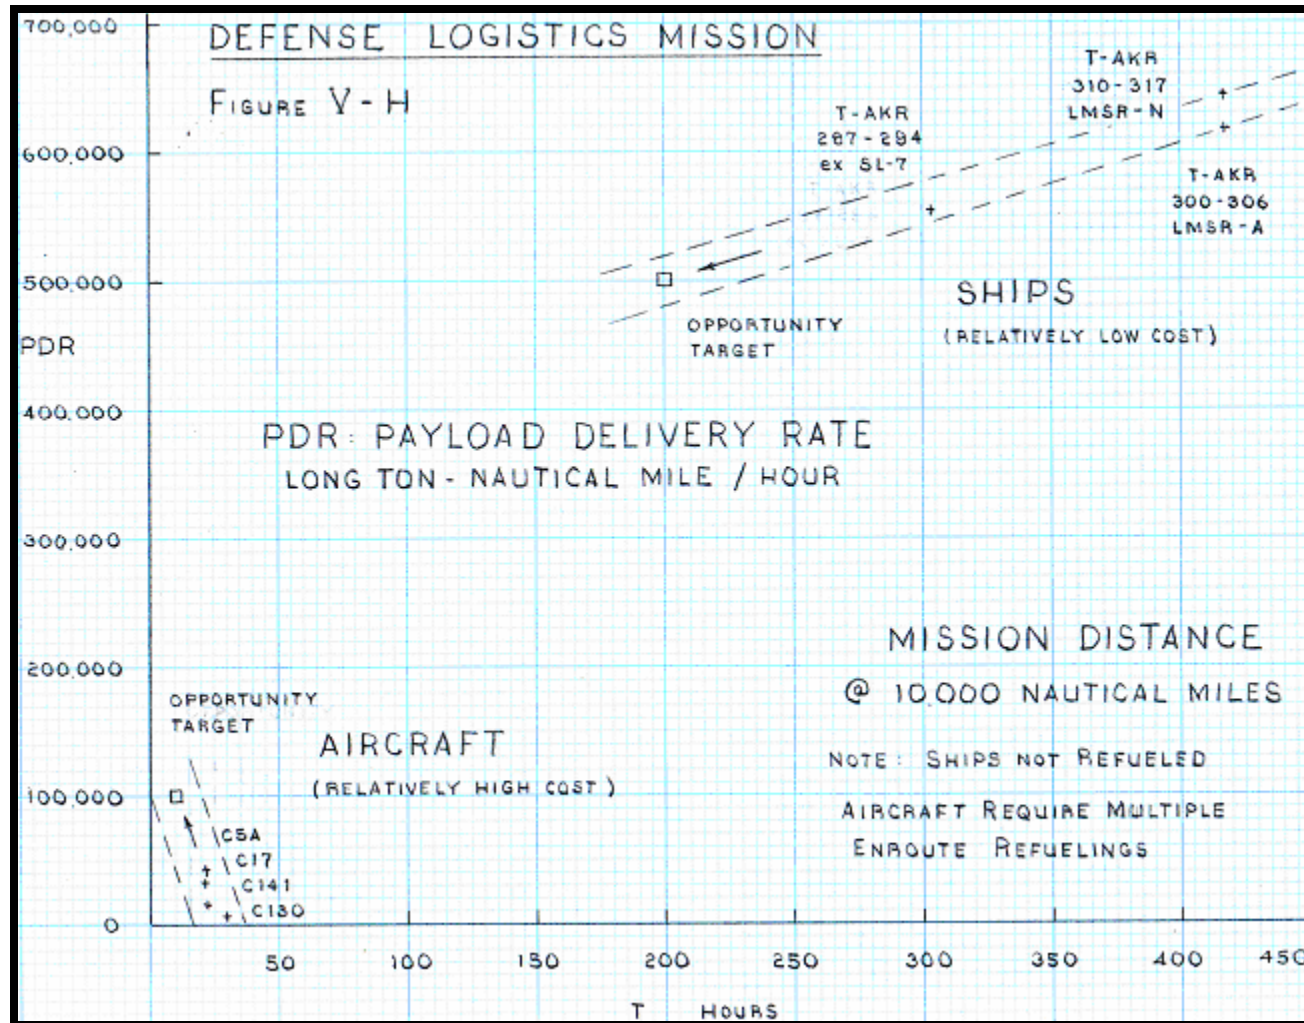 DEFENSE LOGISTICS MISSION
FIGURE V-H
700,000
600,000
500,000
PDR
400,000
300,000
200,000
100,000
0
T-AKR
287-294
ex SL-7
T-AKR
310-317
LMSR-N
T-AKR
300-306
LMSR-A
OPPORTUNITY
TARGET
SHIPS
(RELATIVELY LOW COST)
PDR: PAYLOAD DELIVERY RATE
LONG TON - NAUTICAL MILE / HOUR
MISSION DISTANCE
@ 10,000 NAUTICAL MILES
NOTE: SHIPS NOT REFUELED
AIRCRAFT REQUIRE MULTIPLE
ENROUTE REFUELINGS
OPPORTUNITY
TARGET
AIRCRAFT
(RELATIVELY HIGH COST)
C5A
C17
C141
C130
50 100 150 200 250 300 350 400 450
T HOURS